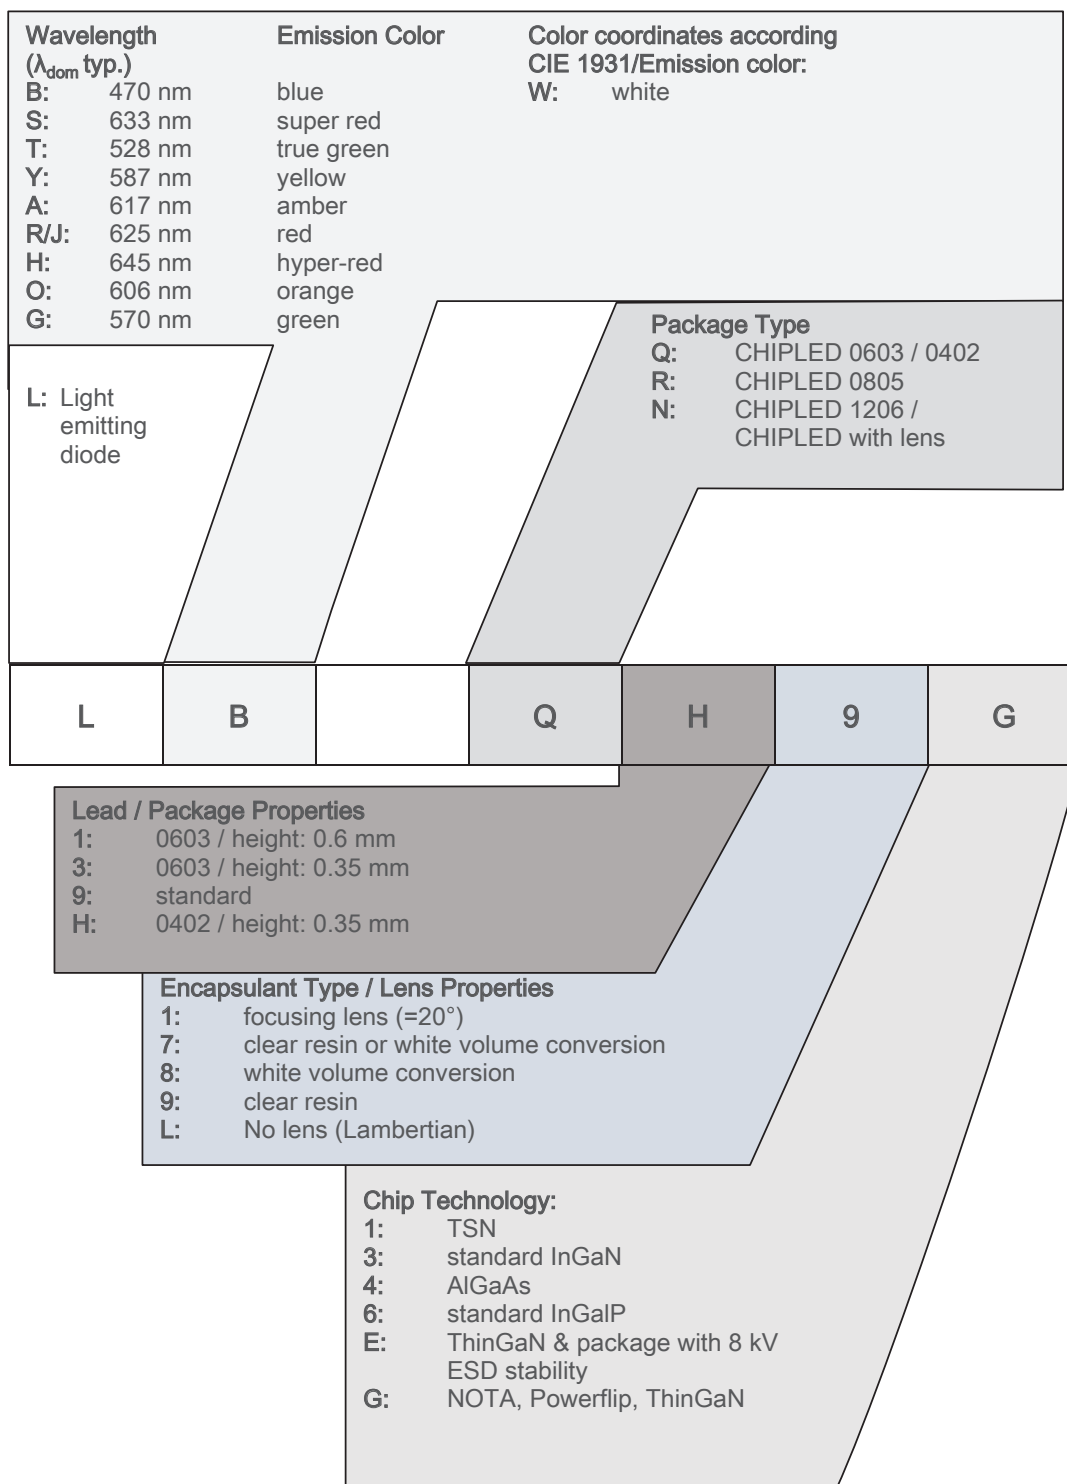 Wavelength Emission Color Color coordinates according
(λdom typ.) CIE 1931/Emission color:
B: 470 nm blue W: white
S: 633 nm super red
T: 528 nm true green
Y: 587 nm yellow
A: 617 nm amber
R/J: 625 nm red
H: 645 nm hyper-red
O: 606 nm orange
G: 570 nm green
Package Type
Q: CHIPLED 0603 / 0402
R: CHIPLED 0805
N: CHIPLED 1206 /
CHIPLED with lens
L: Light
emitting
diode
L B Q H 9 G
Lead / Package Properties
1: 0603 / height: 0.6 mm
3: 0603 / height: 0.35 mm
9: standard
H: 0402 / height: 0.35 mm
Encapsulant Type / Lens Properties
1: focusing lens (=20°)
7: clear resin or white volume conversion
8: white volume conversion
9: clear resin
L: No lens (Lambertian)
Chip Technology:
1: TSN
3: standard InGaN
4: AlGaAs
6: standard InGalP
E: ThinGaN & package with 8 kV
ESD stability
G: NOTA, Powerflip, ThinGaN